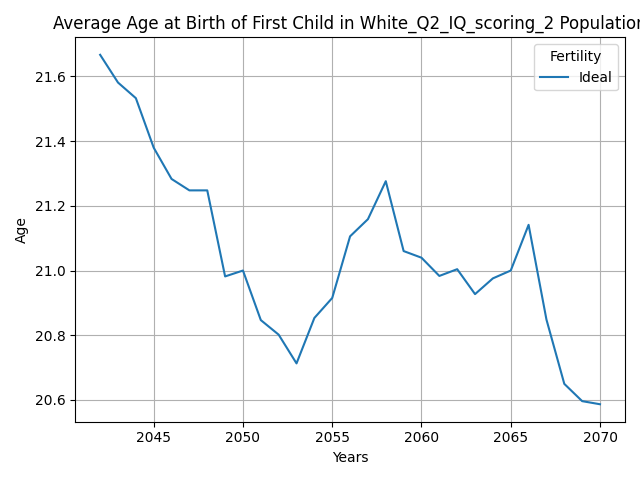 Average Age at Birth of First Child in White_Q2_IQ_scoring_2 Population
Fertility
Ideal
21.6
21.4
21.2
21.0
20.8
20.6
Age
2045 2050 2055 2060 2065 2070
Years